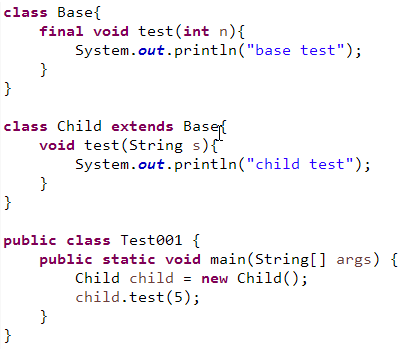 class Base{
    final void test(int n){
        System.out.println("base test");
    }
}

class Child extends Base{
    void test(String s){
        System.out.println("child test");
    }
}

public class Test001 {
    public static void main(String[] args) {
        Child child = new Child();
        child.test(5);
    }
}